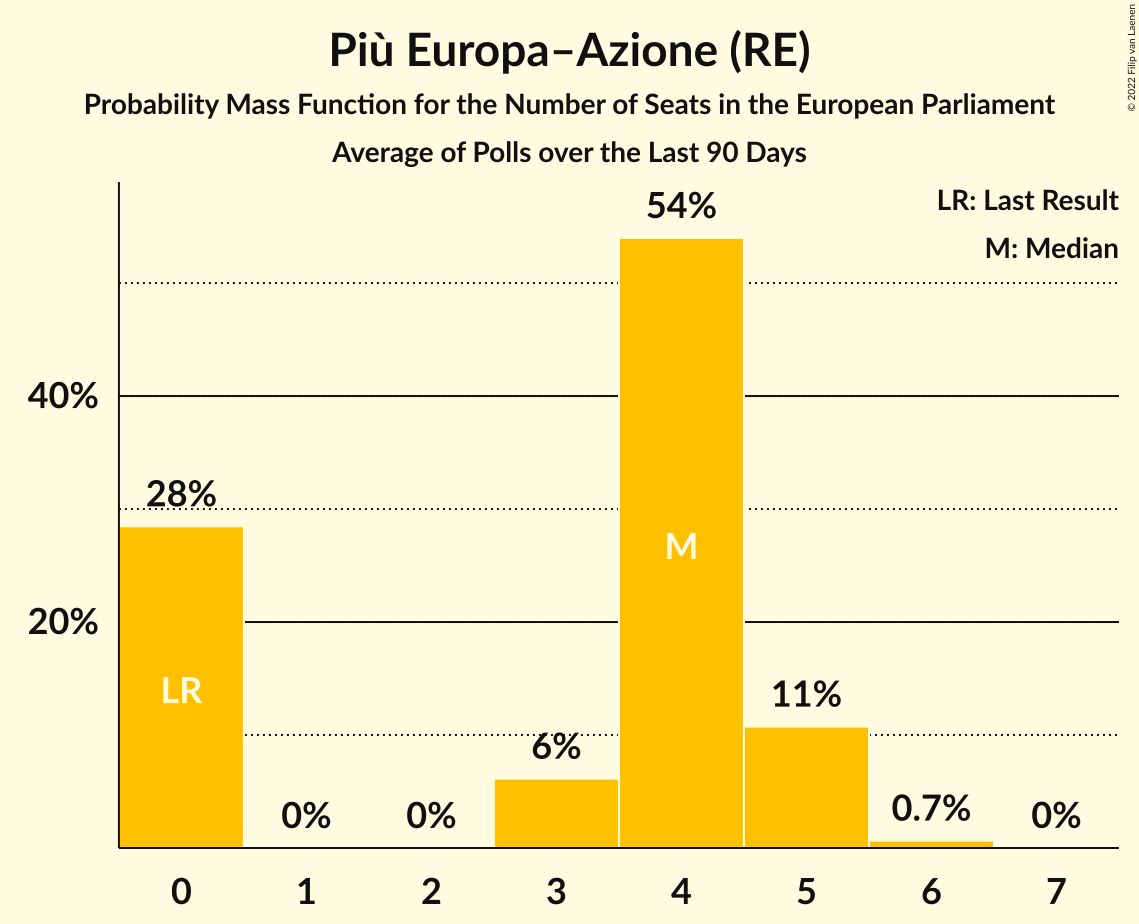 Più Europa–Azione (RE)
Probability Mass Function for the Number of Seats in the European Parliament
Average of Polls over the Last 90 Days
© 2022 Filip van Laenen
LR: Last Result
M: Median
54%
40%
28%
M
20%
LR
11%
6%
0.7%
0%
0%
0%
0 1 2 3 4 5 6 7